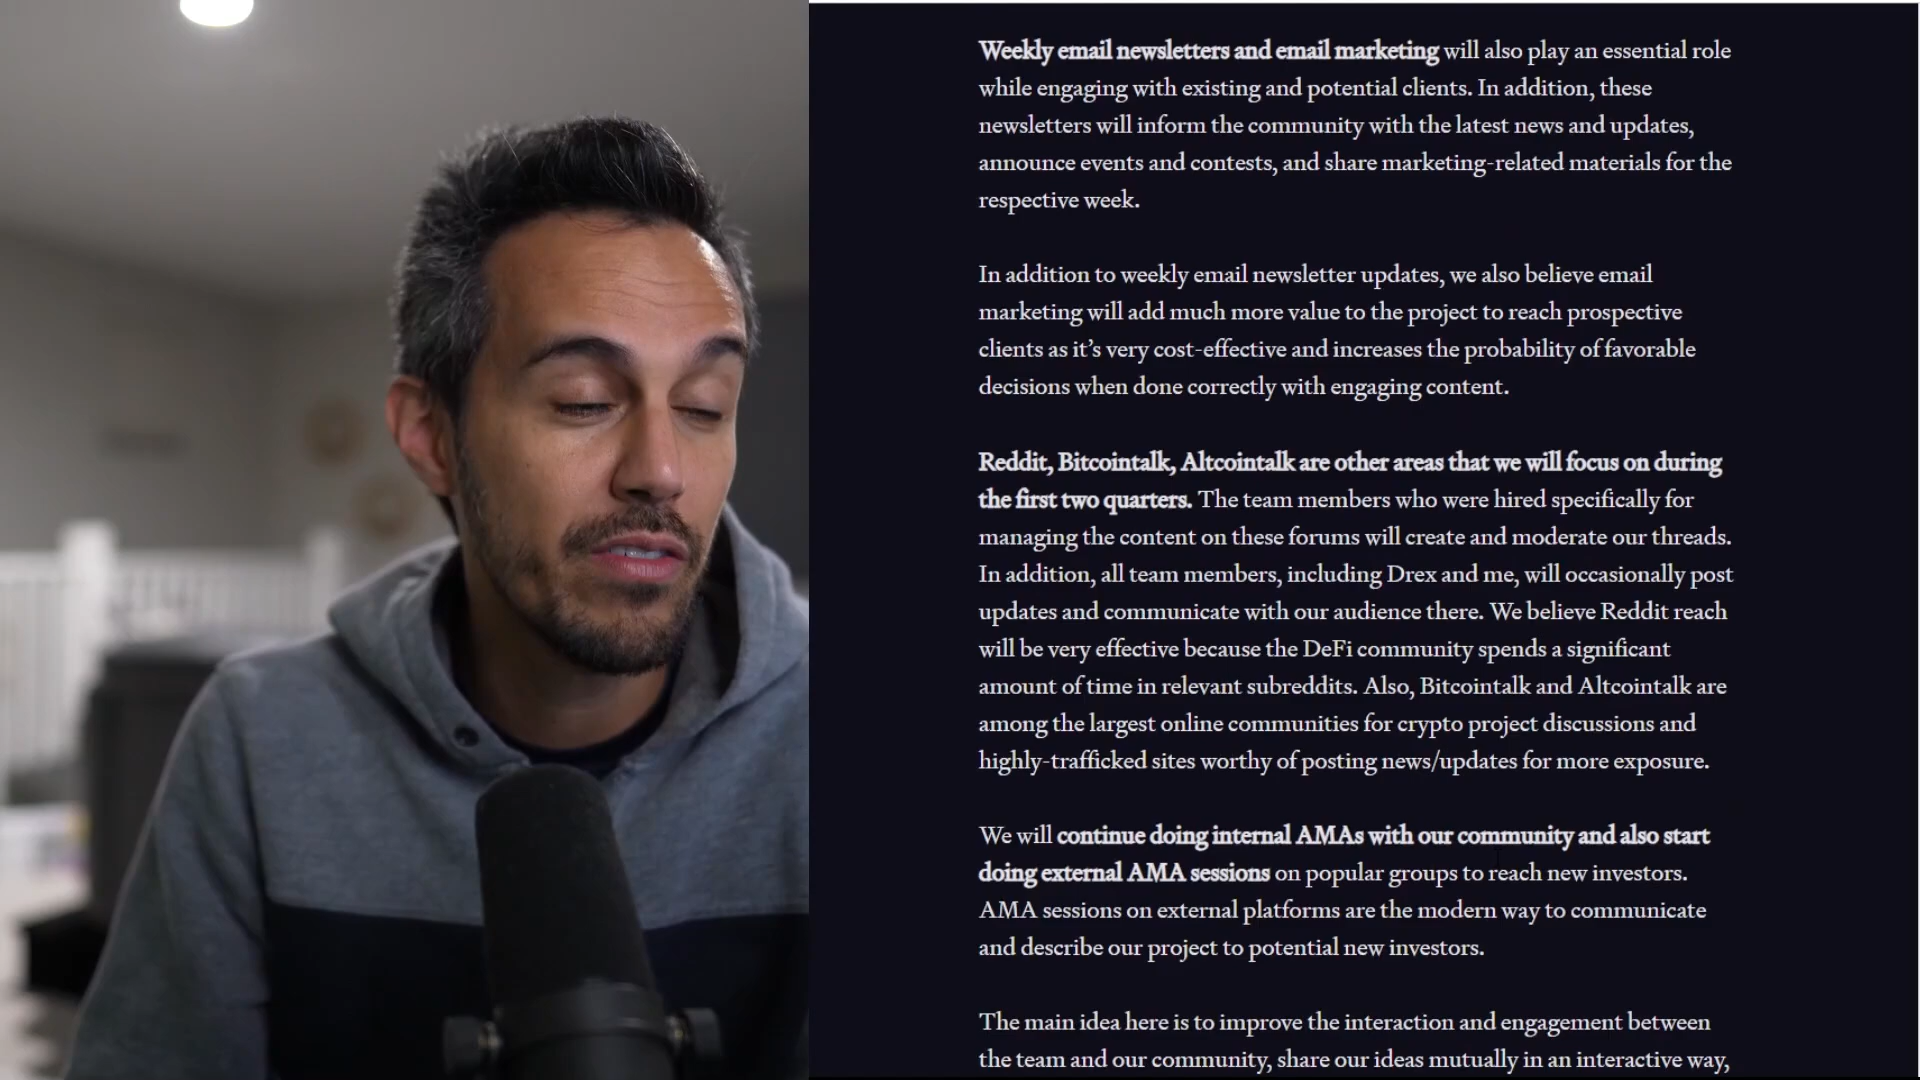 Weekly email newsletters and email marketing will also play an essential role
while engaging with existing and potential clients. In addition, these
newsletters will inform the community with the latest news and updates,
announce events and contests, and share marketing-related materials for the
respective week.
In addition to weekly email newsletter updates, we also believe email
marketing will add much more value to the project to reach prospective
clients as it’s very cost-effective and increases the probability of favorable
decisions when done correctly with engaging content.
Reddit, Bitcointalk, Altcointalk are other areas that we will focus on during
the first two quarters. The team members who were hired specifically for
managing the content on these forums will create and moderate our threads.
In addition, all team members, including Drex and me, will occasionally post
updates and communicate with our audience there. We believe Reddit reach
will be very effective because the DeFi community spends a significant
amount of time in relevant subreddits. Also, Bitcointalk and Altcointalk are
among the largest online communities for crypto project discussions and
highly-trafficked sites worthy of posting news/updates for more exposure.
We will continue doing internal AMAs with our community and also start
doing external AMA sessions on popular groups to reach new investors.
AMA sessions on external platforms are the modern way to communicate
and describe our project to potential new investors.
The main idea here is to improve the interaction and engagement between
the team and our community, share our ideas mutually in an interactive way,